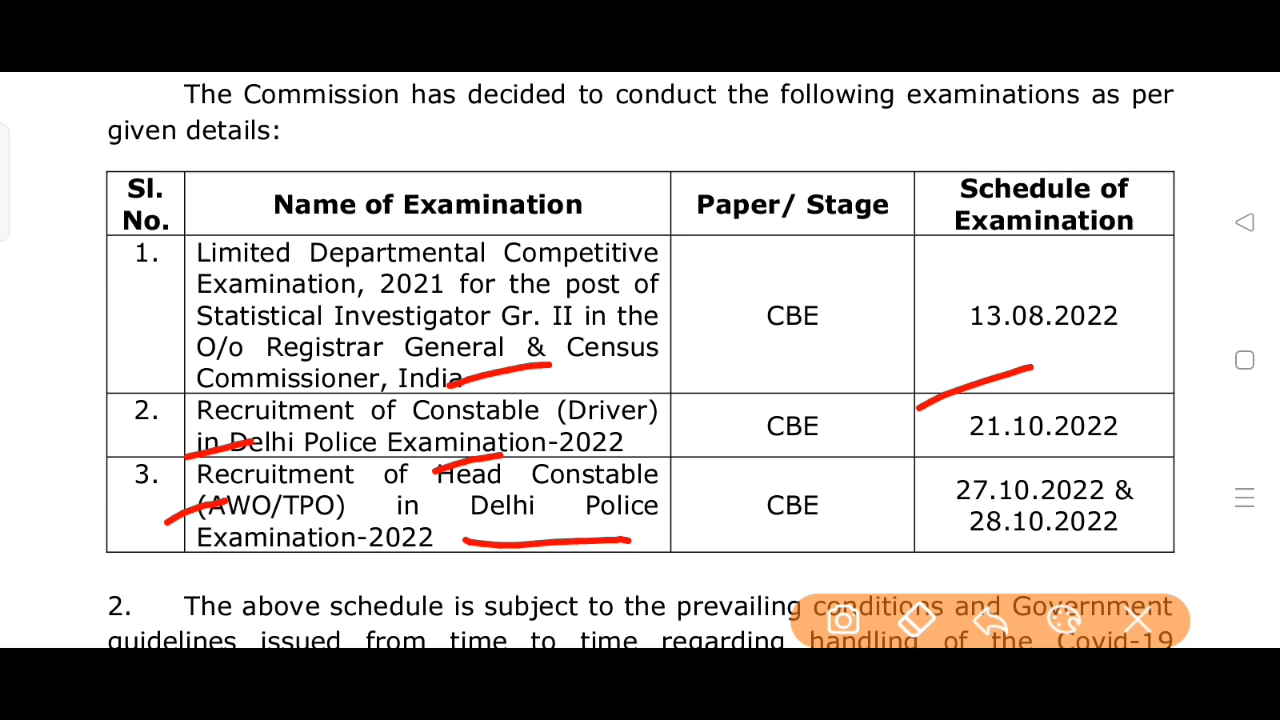 The Commission has decided to conduct the following examinations as per
given details:
Sl.
No.
Name of Examination
Paper/ Stage
Schedule of
Examination
1.
Limited Departmental Competitive
Examination, 2021 for the post of
Statistical Investigator Gr. II in the
O/o Registrar General & Census
Commissioner, India
CBE
13.08.2022
2.
Recruitment of Constable (Driver)
in Delhi Police Examination-2022
CBE
21.10.2022
3.
Recruitment of Head Constable
(AWO/TPO) in Delhi Police
Examination-2022
CBE
27.10.2022 &
28.10.2022
2. The above schedule is subject to the prevailing conditions and Government
guidelines issued from time to time regarding handling of the Covid-19